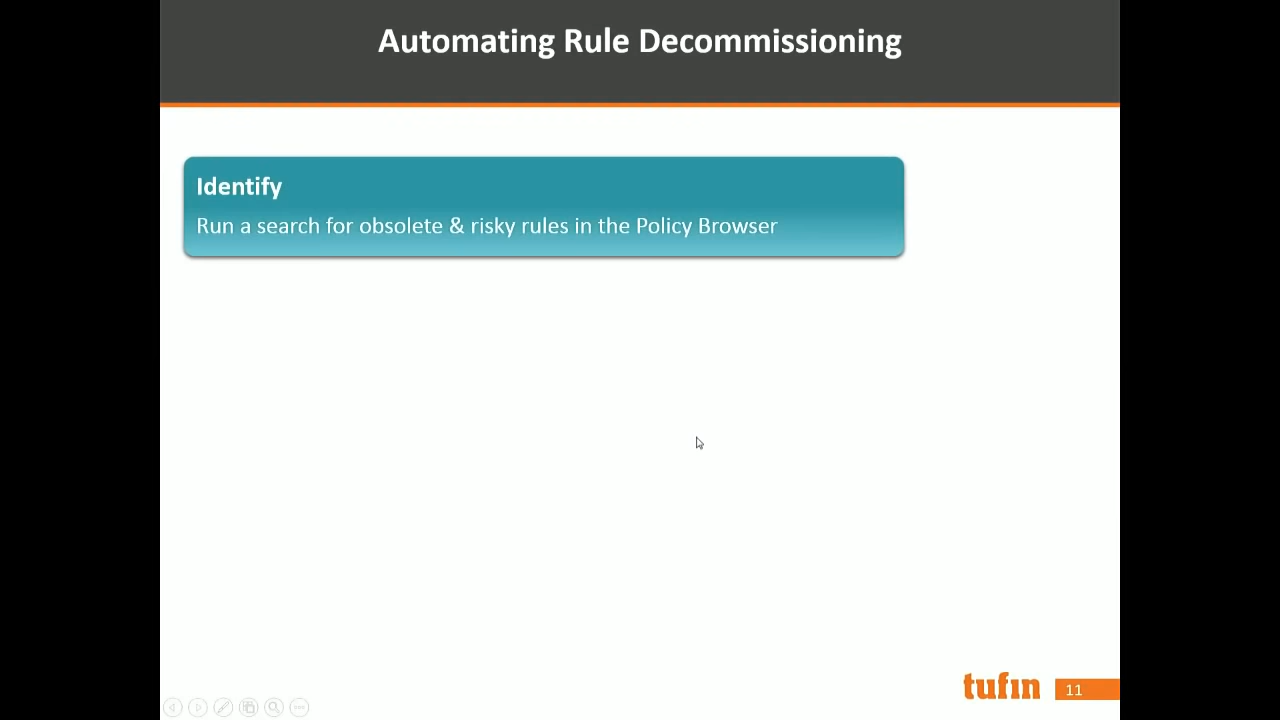 Automating Rule Decommissioning
Identify
Run a search for obsolete & risky rules in the Policy Browser
tufin
11